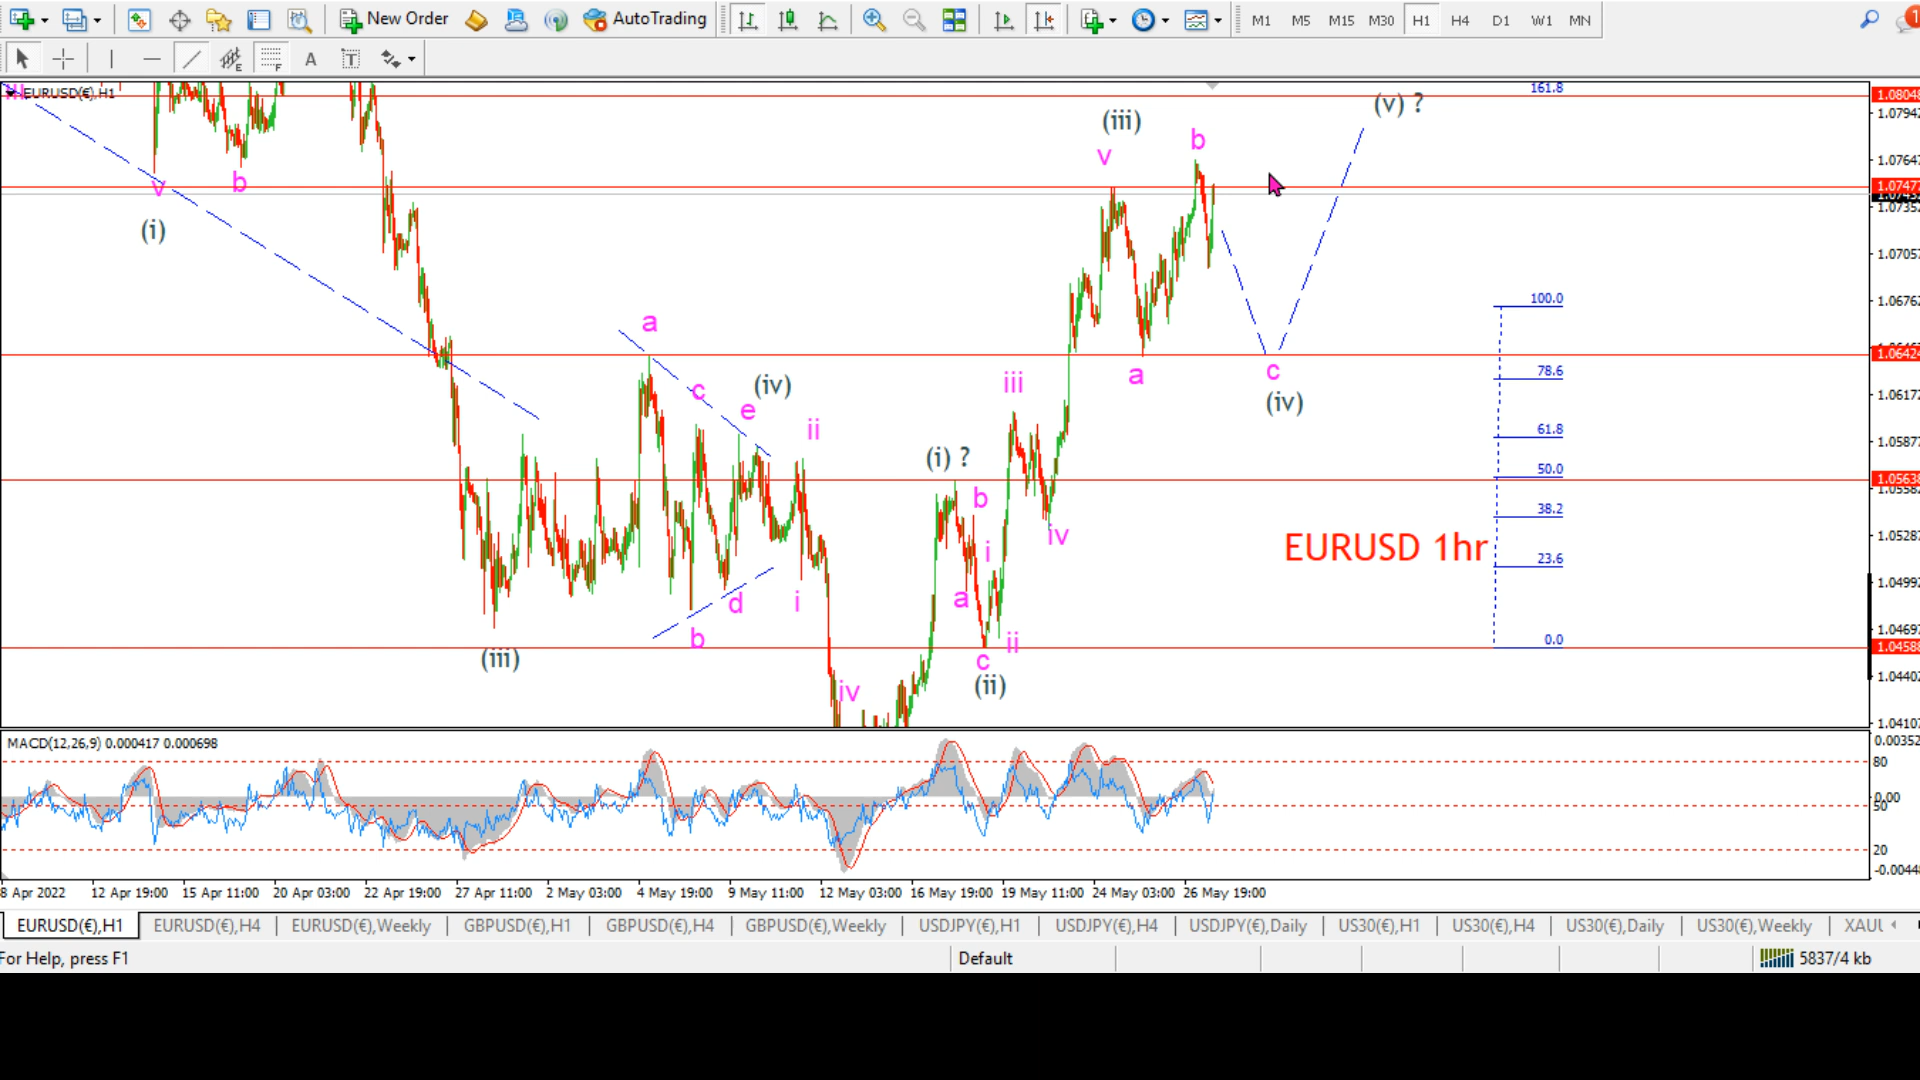 New Order
AutoTrading
M1 M5 M15 M30 H1 H4 D1 W1 MN
A T
EURUSD(€),H1
161.8
1.08048
(v) ?
1.07942
(iii)
b
v
1.07647
v b
1.07477
1.07352
(i)
1.07057
100.0
1.06762
a
1.06424
c
78.6
a
iii
c
(iv)
1.06172
(iv)
e
ii
61.8
1.05877
(i) ?
50.0
1.05638
1.05582
b
38.2
iv
1.05287
EURUSD 1hr
i
23.6
1.04992
d i
a
b
ii
0.0
1.04697
1.04588
(iii)
c
(ii)
1.04402
iv
1.04107
MACD(12,26,9) 0.000417 0.000698
0.00352
80
0.00
50
20
-0.00448
8 Apr 2022 12 Apr 19:00 15 Apr 11:00 20 Apr 03:00 22 Apr 19:00 27 Apr 11:00 2 May 03:00 4 May 19:00 9 May 11:00 12 May 03:00 16 May 19:00 19 May 11:00 24 May 03:00 26 May 19:00
EURUSD(€),H1 EURUSD(€),H4 EURUSD(€),Weekly GBPUSD(€),H1 GBPUSD(€),H4 GBPUSD(€),Weekly USDJPY(€),H1 USDJPY(€),H4 USDJPY(€),Daily US30(€),H1 US30(€),H4 US30(€),Daily US30(€),Weekly XAU
For Help, press F1
Default
5837/4 kb